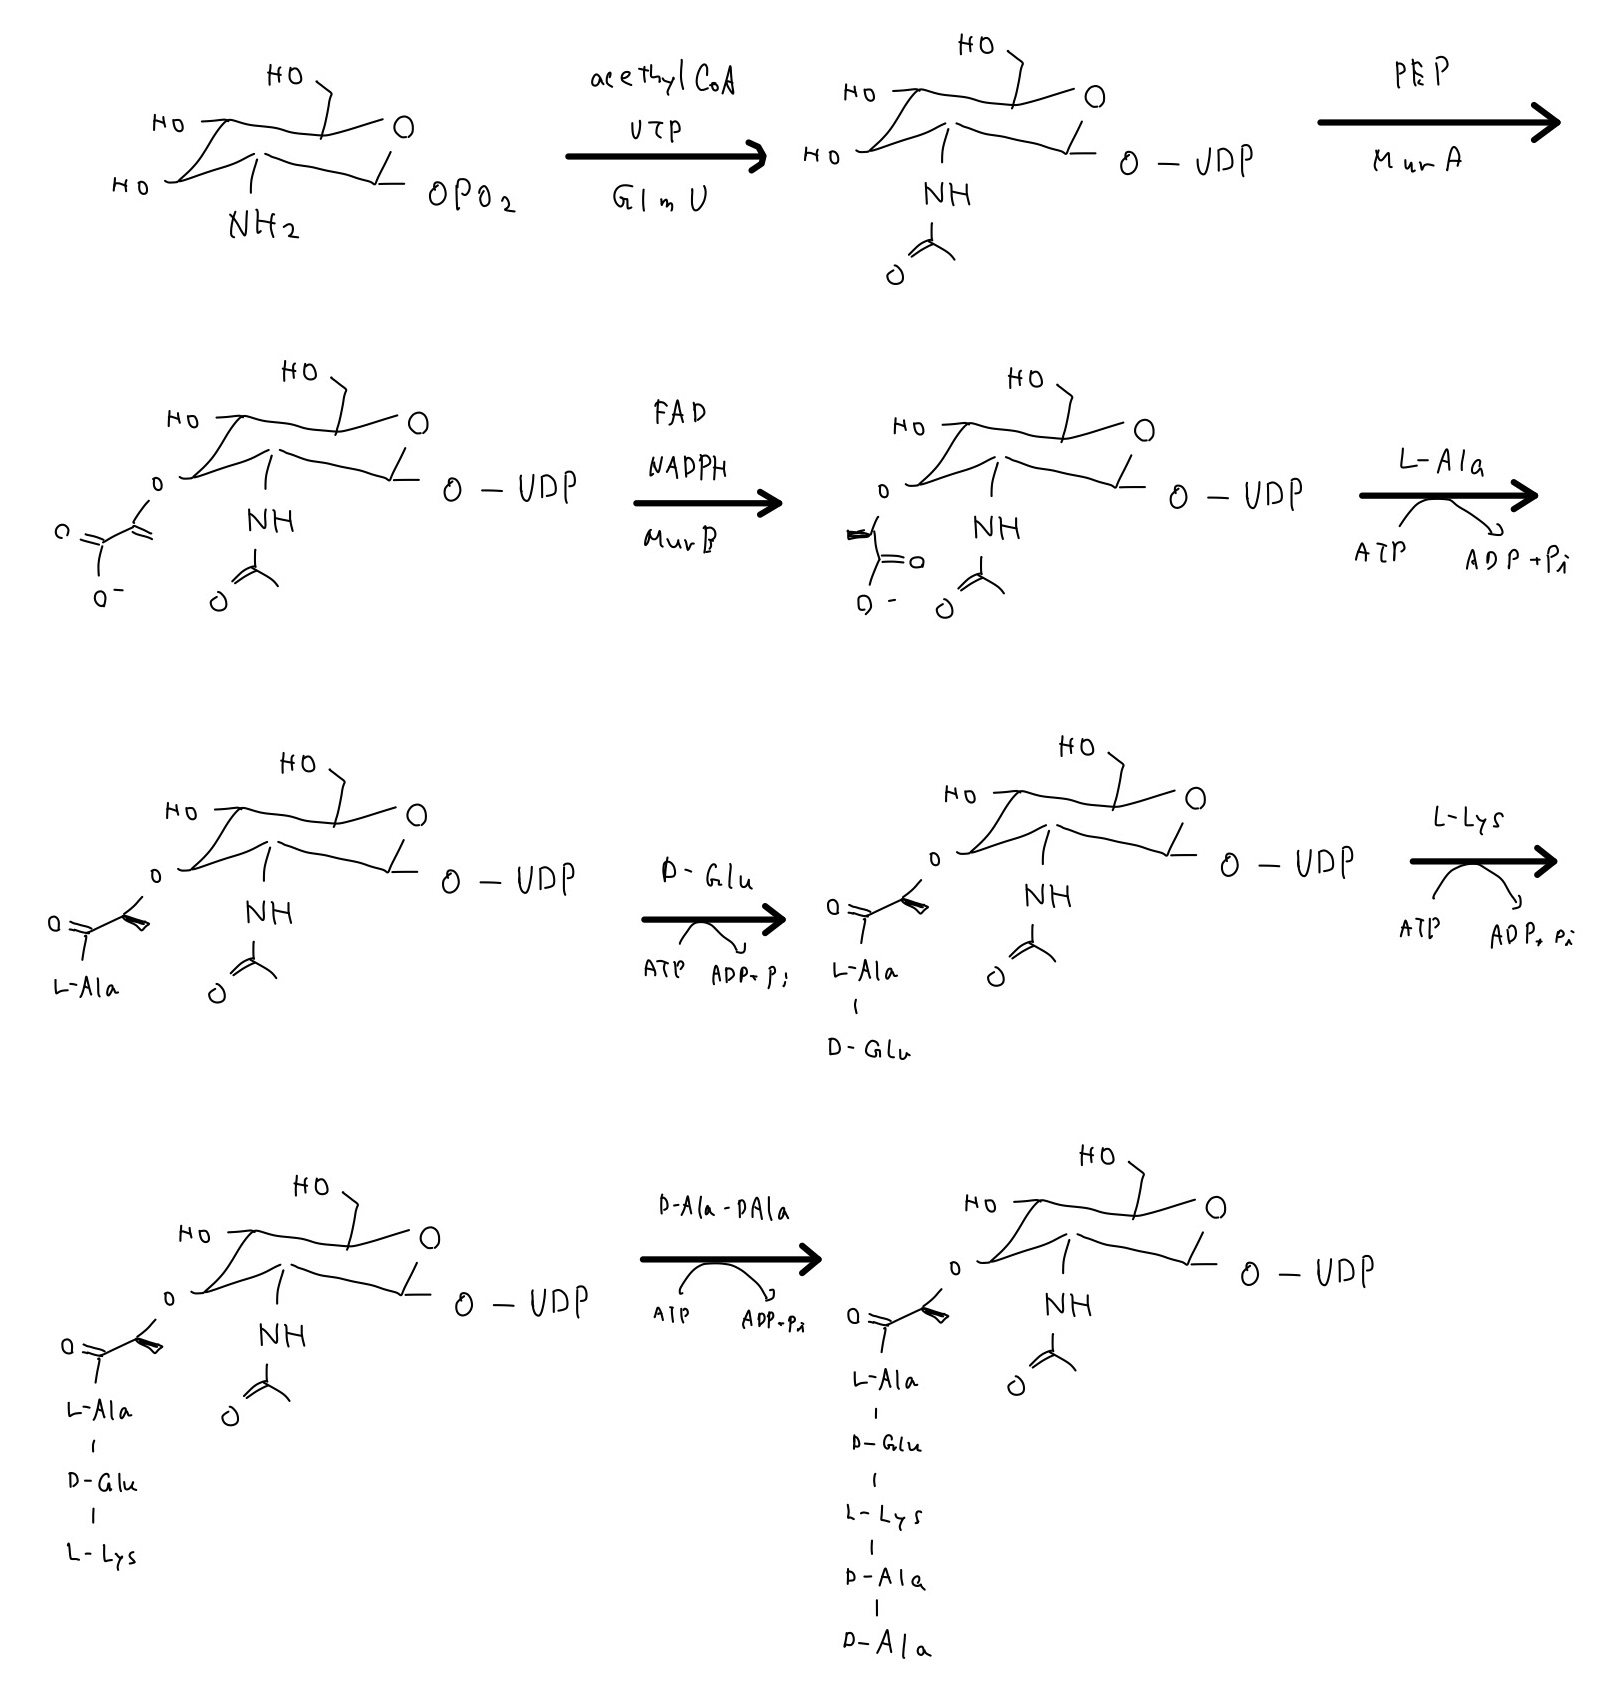 HO
HO
O
HO
OPO2
NH2
acethyl CoA
UTP
GlmU
HO
HO
O
HO
O - UDP
NH
O
PEP
MurA
HO
HO
O
O
O - UDP
O
NH
O-
O
FAD
NADPH
MurB
HO
HO
O
O
O - UDP
NH
O
O-
O
L-Ala
ATP
ADP+Pi
HO
HO
O
O
O - UDP
O
NH
L-Ala
O
D-Glu
ATP
ADP+Pi
HO
HO
O
O
O - UDP
O
NH
L-Ala
O
D-Glu
L-Lys
ATP
ADP+Pi
HO
HO
O
O
O - UDP
O
NH
L-Ala
O
D-Glu
L-Lys
D-Ala-DAla
ATP
ADP+Pi
HO
HO
O
O
O - UDP
O
NH
L-Ala
O
D-Glu
L-Lys
D-Ala
D-Ala